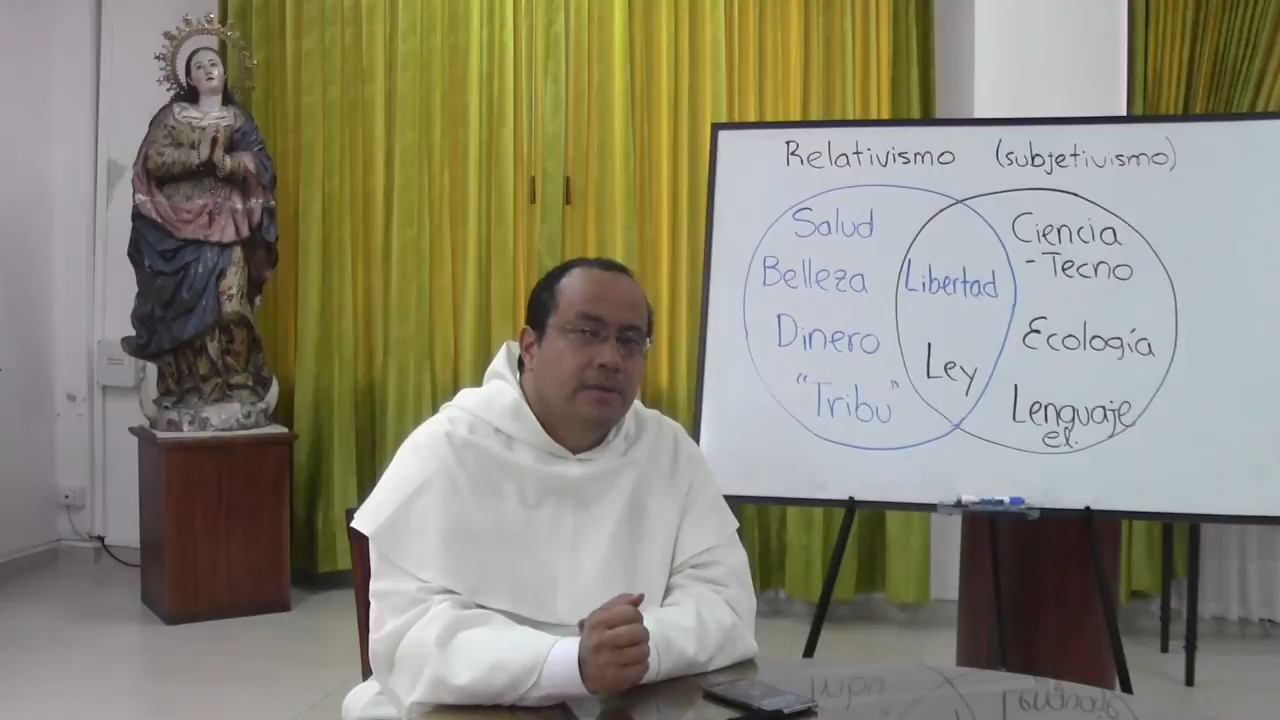 Relativismo (subjetivismo)
Salud
Belleza
Dinero
"Tribu"
Libertad
Ley
Ciencia
-Tecno
Ecología
Lenguaje
el.